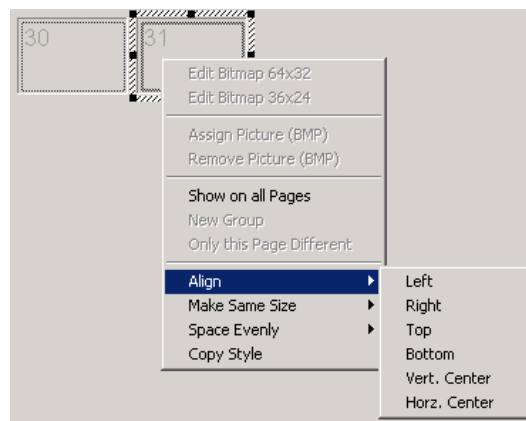 30
31
Edit Bitmap 64x32
Edit Bitmap 36x24
Assign Picture (BMP)
Remove Picture (BMP)
Show on all Pages
New Group
Only this Page Different
Align
Make Same Size
Space Evenly
Copy Style
Left
Right
Top
Bottom
Vert. Center
Horz. Center